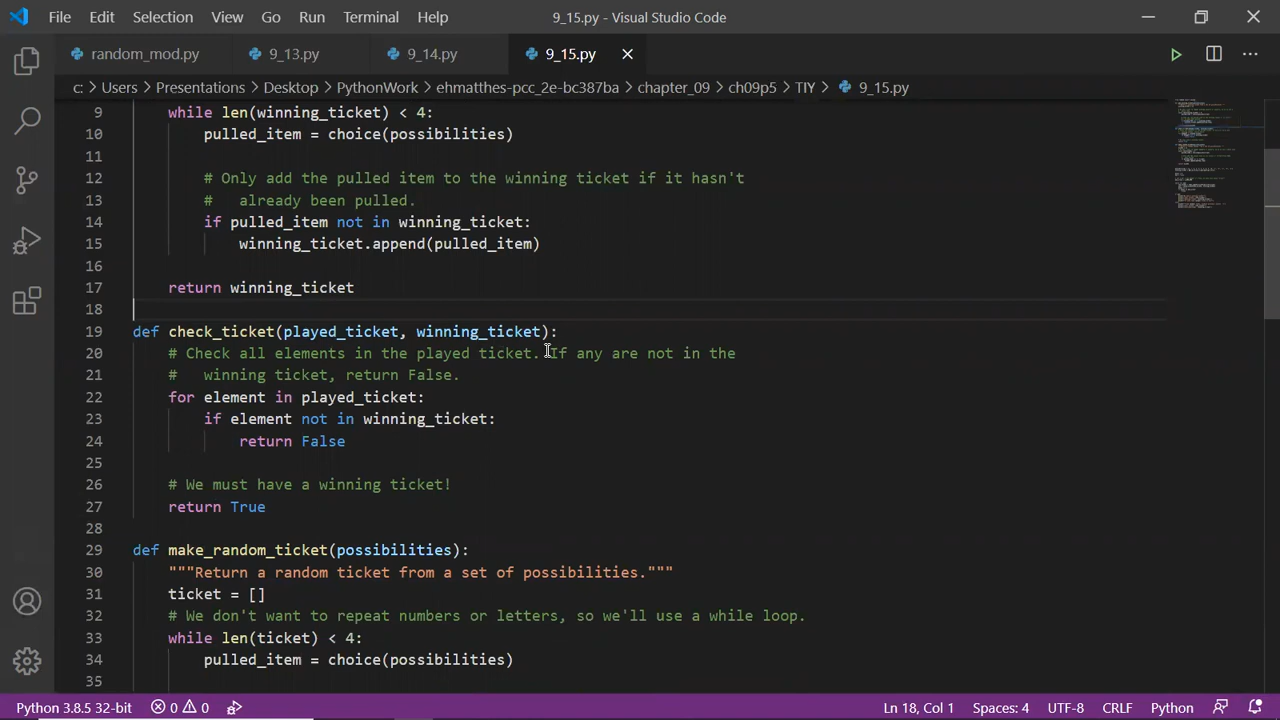 File Edit Selection View Go Run Terminal Help 9_15.py - Visual Studio Code
random_mod.py 9_13.py 9_14.py 9_15.py
c: > Users > Presentations > Desktop > PythonWork > ehmatthes-pcc_2e-bc387ba > chapter_09 > ch09p5 > TIY > 9_15.py
9 while len(winning_ticket) < 4:
10 pulled_item = choice(possibilities)
11
12 # Only add the pulled item to the winning ticket if it hasn't
13 #   already been pulled.
14 if pulled_item not in winning_ticket:
15 winning_ticket.append(pulled_item)
16
17 return winning_ticket
18
19 def check_ticket(played_ticket, winning_ticket):
20 # Check all elements in the played ticket. If any are not in the
21 #   winning ticket, return False.
22 for element in played_ticket:
23 if element not in winning_ticket:
24 return False
25
26 # We must have a winning ticket!
27 return True
28
29 def make_random_ticket(possibilities):
30 """Return a random ticket from a set of possibilities."""
31 ticket = []
32 # We don't want to repeat numbers or letters, so we'll use a while loop.
33 while len(ticket) < 4:
34 pulled_item = choice(possibilities)
35
Python 3.8.5 32-bit 0 0 Ln 18, Col 1 Spaces: 4 UTF-8 CRLF Python